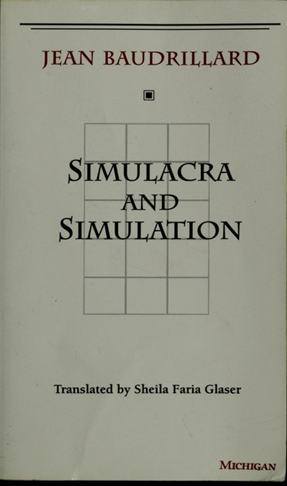 JEAN BAUDRILLARD
SIMULACRA
AND
SIMULATION
Translated by Sheila Faria Glaser
MICHIGAN